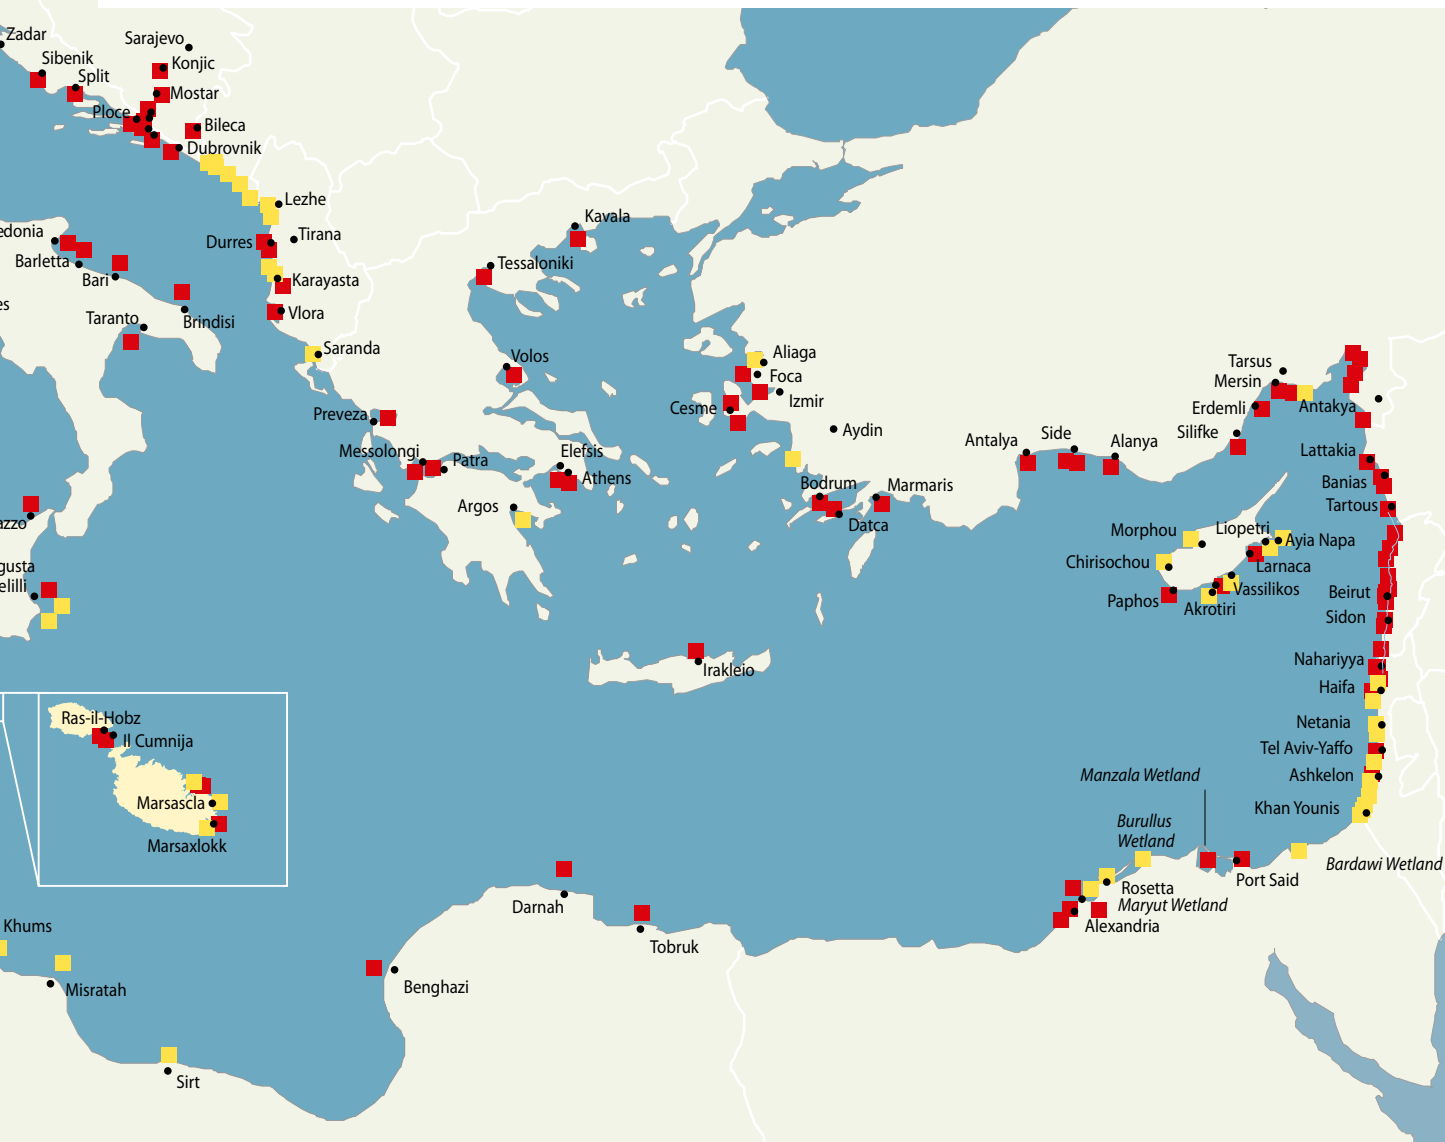 Zadar
Sarajevo
Sibenik
Konjic
Split
Mostar
Ploce
Bileca
Dubrovnik
Lezhe
Kavala
edonia
Durres
Tirana
Barletta
Tessaloniki
Bari
Karayasta
es
Taranto
Brindisi
Vlora
Saranda
Volos
Aliaga
Tarsus
Foca
Mersin
Izmir
Cesme
Erdemli
Antakya
Preveza
Aydin
Silifke
Messolongi
Patra
Elefsis
Antalya
Side
Alanya
Lattakia
Athens
Bodrum
Marmaris
Banias
Argos
Tartous
azzo
Datca
Morphou
Liopetri
Ayia Napa
gusta
Chirisochou
Larnaca
elilli
Vassilikos
Beirut
Paphos
Akrotiri
Sidon
Irakleio
Nahariyya
Haifa
Ras-il-Hobz
Il Cumnija
Netania
Tel Aviv-Yaffo
Manzala Wetland
Ashkelon
Marsascla
Khan Younis
Burullus
Wetland
Marsaxlokk
Bardawi Wetland
Port Said
Rosetta
Darnah
Maryut Wetland
Khums
Alexandria
Tobruk
Misratah
Benghazi
Sirt